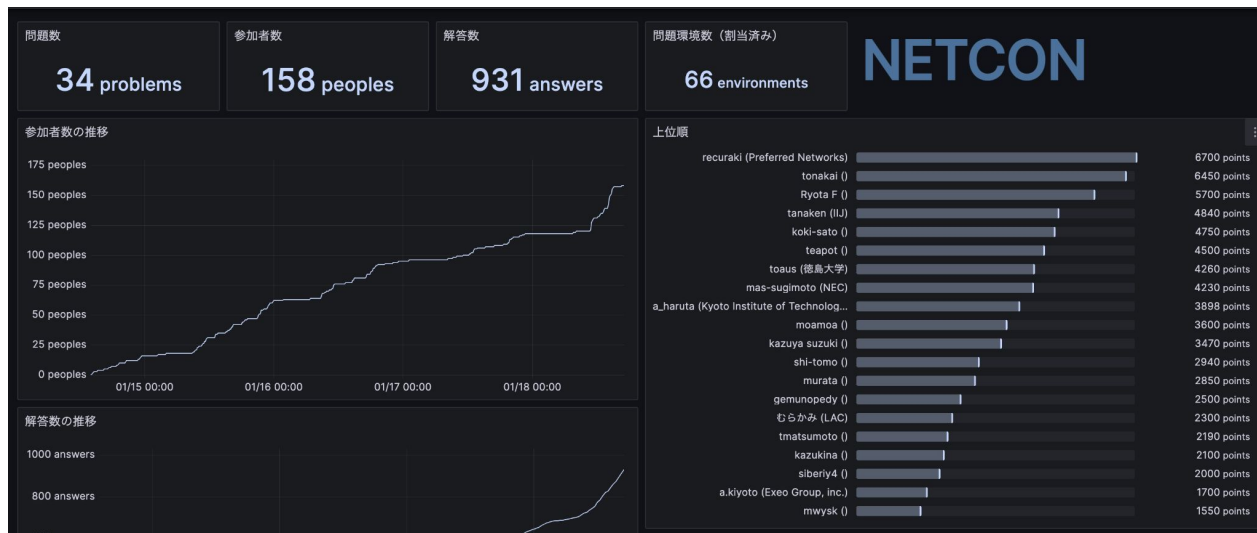 問題数
34 problems
参加者数
158 peoples
解答数
931 answers
問題環境数（割当済み）
66 environments
NETCON
参加者数の推移
175 peoples
150 peoples
125 peoples
100 peoples
75 peoples
50 peoples
25 peoples
0 peoples
01/15 00:00
01/16 00:00
01/17 00:00
01/18 00:00
解答数の推移
1000 answers
800 answers
上位順
recuraki (Preferred Networks) 6700 points
tonakai () 6450 points
Ryota F () 5700 points
tanaken (IIJ) 4840 points
koki-sato () 4750 points
teapot () 4500 points
toaus (徳島大学) 4260 points
mas-sugimoto (NEC) 4230 points
a_haruta (Kyoto Institute of Technolog... 3898 points
moamoa () 3600 points
kazuya suzuki () 3470 points
shi-tomo () 2940 points
murata () 2850 points
gemunopedy () 2500 points
むらかみ (LAC) 2300 points
tmatsumoto () 2190 points
kazukina () 2100 points
siberiy4 () 2000 points
a.kiyoto (Exeo Group, inc.) 1700 points
mwysk () 1550 points